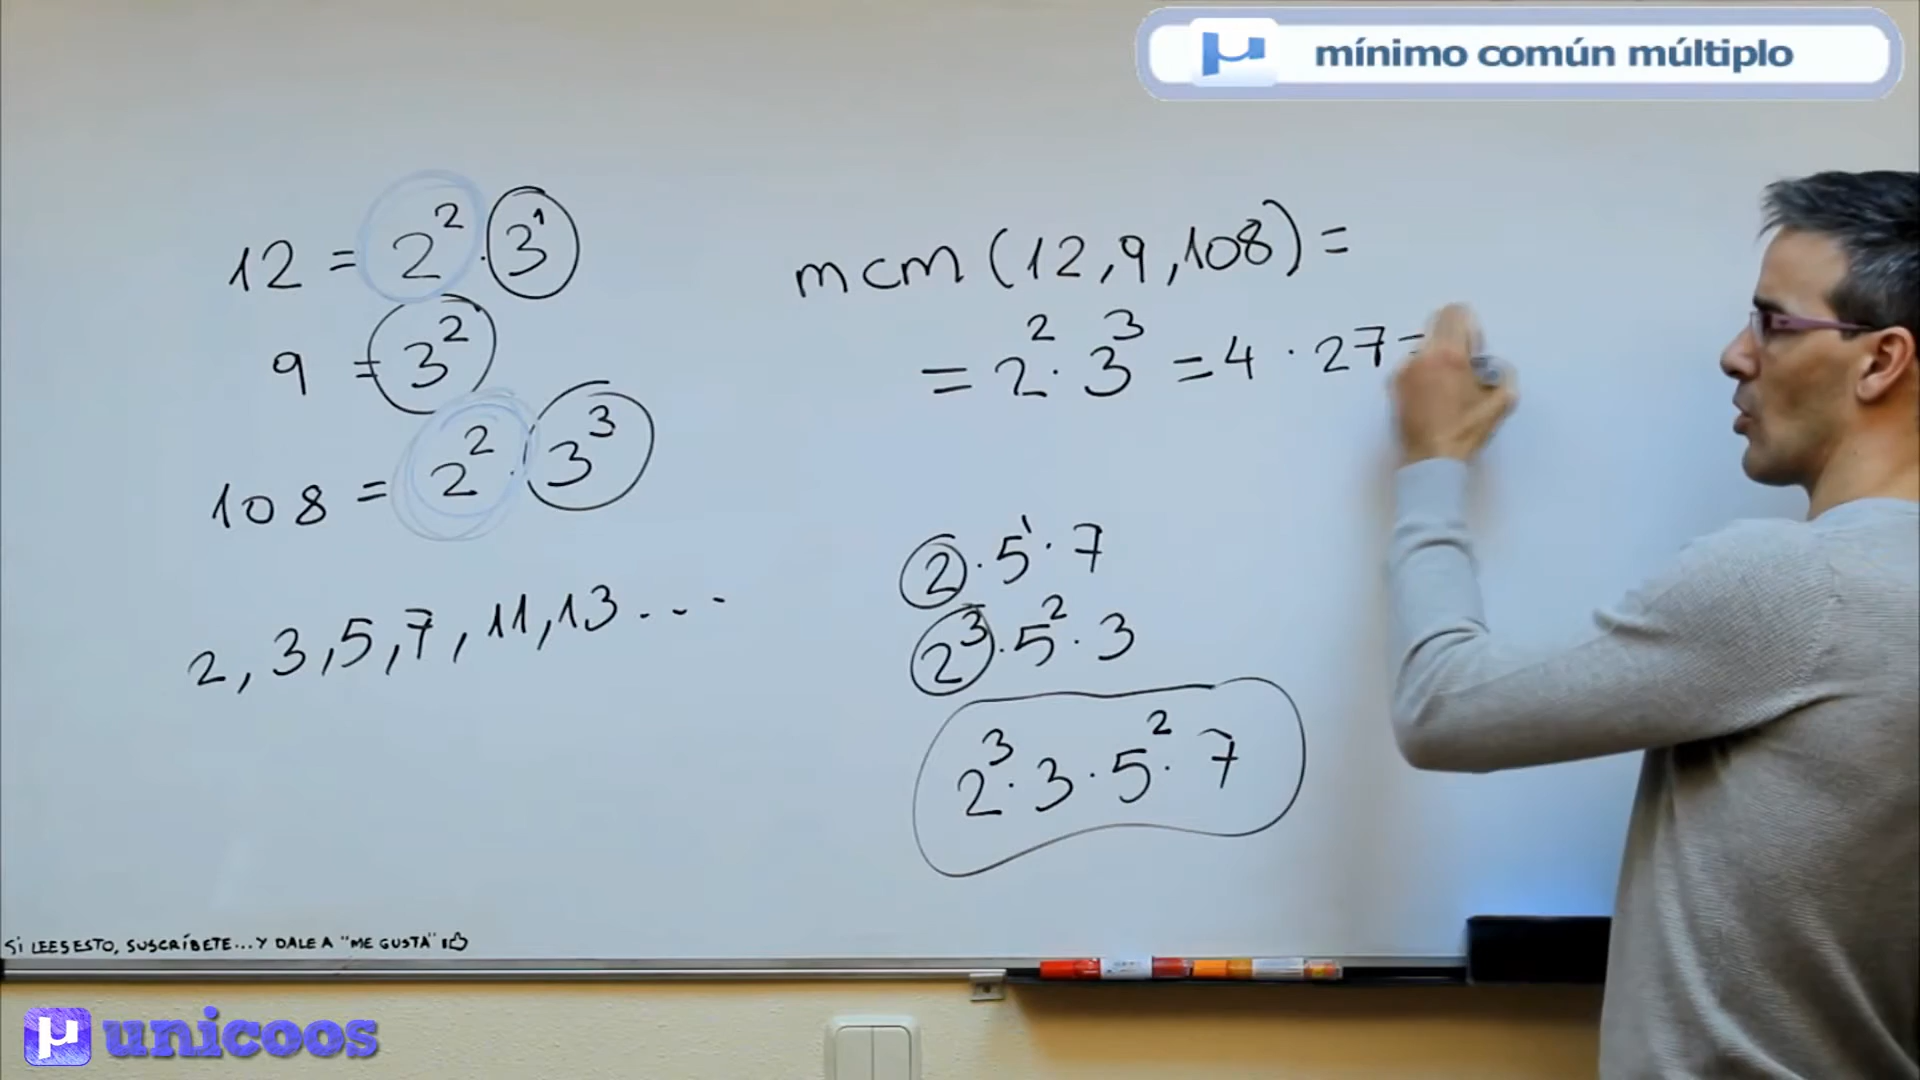 μ mínimo común múltiplo
12 = 2² · 3¹
9 = 3²
108 = 2² · 3³
2, 3, 5, 7, 11, 13 ...
mcm (12, 9, 108) =
= 2² · 3³ = 4 · 27 =
2 · 5¹ · 7
2³ · 5² · 3
2³ · 3 · 5² · 7
SI LEES ESTO, SUSCRÍBETE... Y DALE A "ME GUSTA"
μ unicoos